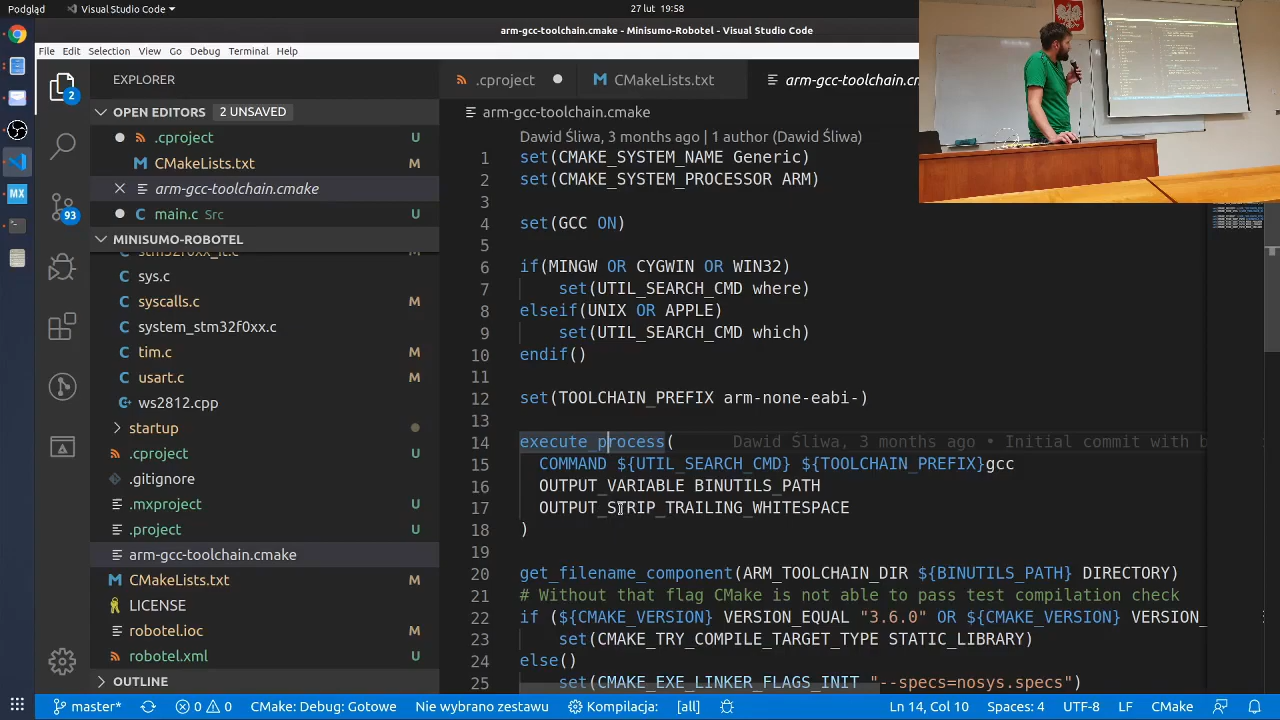 Podgląd
Visual Studio Code
27 lut 19:58
arm-gcc-toolchain.cmake - Minisumo-Robotel - Visual Studio Code
File Edit Selection View Go Debug Terminal Help
EXPLORER
.cproject
CMakeLists.txt
arm-gcc-toolchain.cm
OPEN EDITORS 2 UNSAVED
arm-gcc-toolchain.cmake
.cproject U
CMakeLists.txt M
arm-gcc-toolchain.cmake
main.c Src U
MINISUMO-ROBOTEL
stm32f0xx_it.c M
sys.c
syscalls.c M
system_stm32f0xx.c
tim.c M
usart.c M
ws2812.cpp
startup
.cproject U
.gitignore
.mxproject U
.project U
arm-gcc-toolchain.cmake
CMakeLists.txt M
LICENSE
robotel.ioc M
robotel.xml U
OUTLINE
2
93
MX
Dawid Śliwa, 3 months ago | 1 author (Dawid Śliwa)
1 set(CMAKE_SYSTEM_NAME Generic)
2 set(CMAKE_SYSTEM_PROCESSOR ARM)
3
4 set(GCC ON)
5
6 if(MINGW OR CYGWIN OR WIN32)
7 set(UTIL_SEARCH_CMD where)
8 elseif(UNIX OR APPLE)
9 set(UTIL_SEARCH_CMD which)
10 endif()
11
12 set(TOOLCHAIN_PREFIX arm-none-eabi-)
13
14 execute_process( Dawid Śliwa, 3 months ago • Initial commit with b
15 COMMAND ${UTIL_SEARCH_CMD} ${TOOLCHAIN_PREFIX}gcc
16 OUTPUT_VARIABLE BINUTILS_PATH
17 OUTPUT_STRIP_TRAILING_WHITESPACE
18 )
19
20 get_filename_component(ARM_TOOLCHAIN_DIR ${BINUTILS_PATH} DIRECTORY)
21 # Without that flag CMake is not able to pass test compilation check
22 if (${CMAKE_VERSION} VERSION_EQUAL "3.6.0" OR ${CMAKE_VERSION} VERSION_
23 set(CMAKE_TRY_COMPILE_TARGET_TYPE STATIC_LIBRARY)
24 else()
25 set(CMAKE_EXE_LINKER_FLAGS_INIT "--specs=nosys.specs")
master* 0 0 CMake: Debug: Gotowe Nie wybrano zestawu Kompilacja: [all] Ln 14, Col 10 Spaces: 4 UTF-8 LF CMake